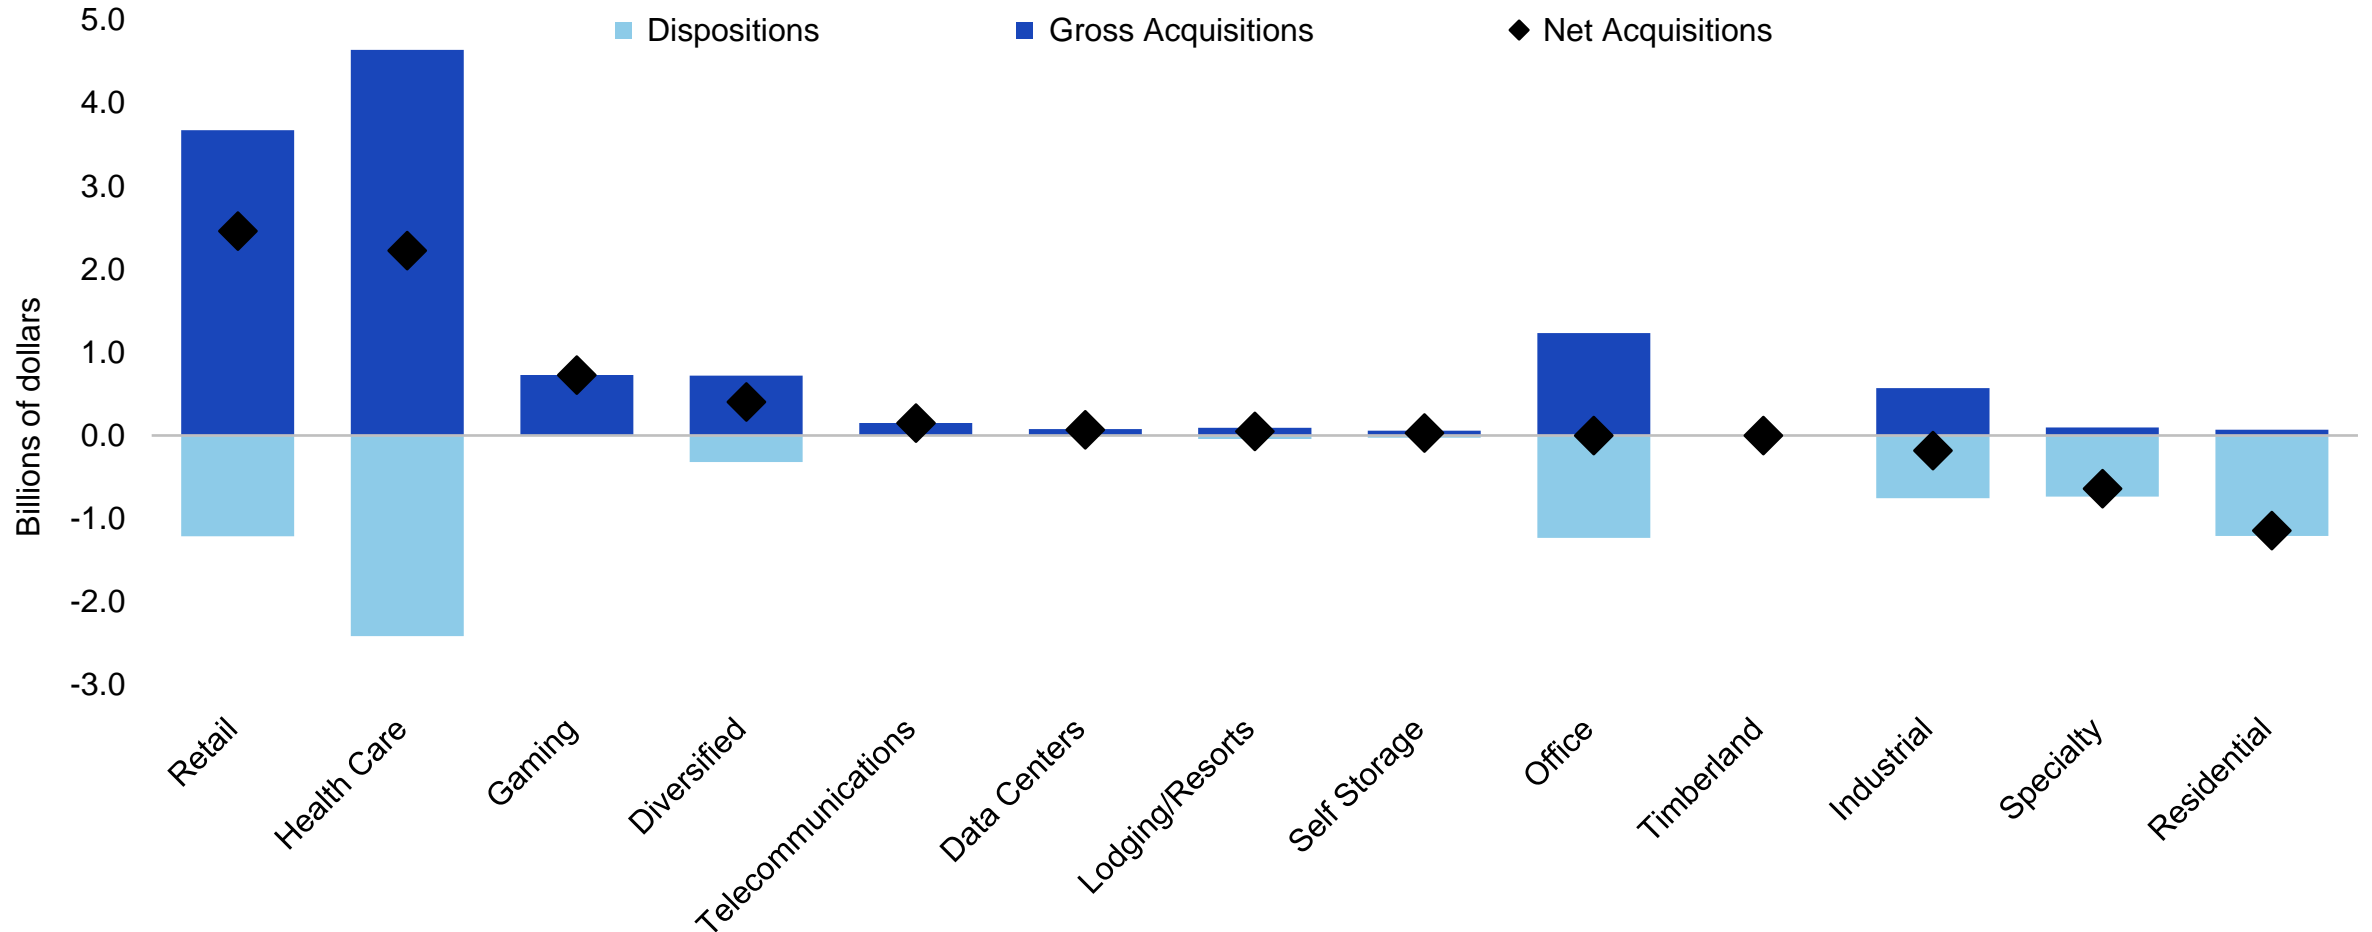 Dispositions
Gross Acquisitions
Net Acquisitions
5.0
4.0
3.0
2.0
1.0
0.0
-1.0
-2.0
-3.0
Billions of dollars
Retail
Health Care
Gaming
Diversified
Telecommunications
Data Centers
Lodging/Resorts
Self Storage
Office
Timberland
Industrial
Specialty
Residential